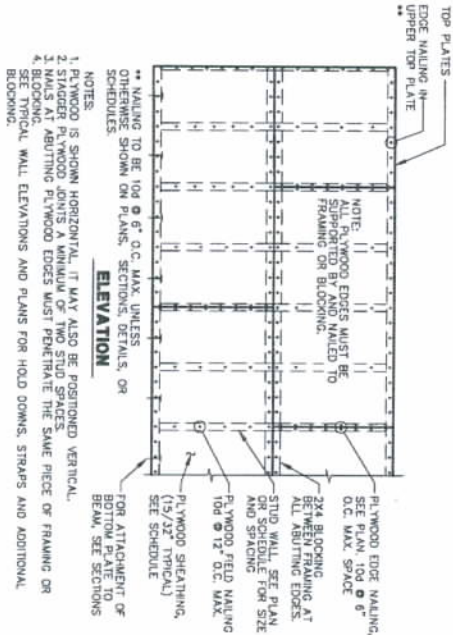 TOP PLATES
EDGE NAILING IN
UPPER TOP PLATE
**
NOTE:
ALL PLYWOOD EDGES MUST BE
SUPPORTED BY AND NAILED TO
FRAMING OR BLOCKING.
PLYWOOD EDGE NAILING,
SEE PLAN, 10d @ 6"
O.C. MAX. SPACE
2X4 BLOCKING
BETWEEN FRAMING AT
ALL ABUTTING EDGES.
STUD WALL SEE PLAN
OR SCHEDULE FOR SIZE
AND SPACING
PLYWOOD FIELD NAILING
10d @ 12" O.C. MAX.
PLYWOOD SHEATHING,
(15/32" TYPICAL)
SEE SCHEDULE
FOR ATTACHMENT OF
BOTTOM PLATE TO
BEAM, SEE SECTIONS
** NAILING TO BE 10d @ 6" O.C. MAX. UNLESS
OTHERWISE SHOWN ON PLANS, SECTIONS, DETAILS, OR
SCHEDULES.
ELEVATION
NOTES:
1. PLYWOOD IS SHOWN HORIZONTAL. IT MAY ALSO BE POSITIONED VERTICAL.
2. STAGGER PLYWOOD JOINTS A MINIMUM OF TWO STUD SPACES.
3. NAILS AT ABUTTING PLYWOOD EDGES MUST PENETRATE THE SAME PIECE OF FRAMING OR
BLOCKING.
4. SEE TYPICAL WALL ELEVATIONS AND PLANS FOR HOLD DOWNS, STRAPS AND ADDITIONAL
BLOCKING.